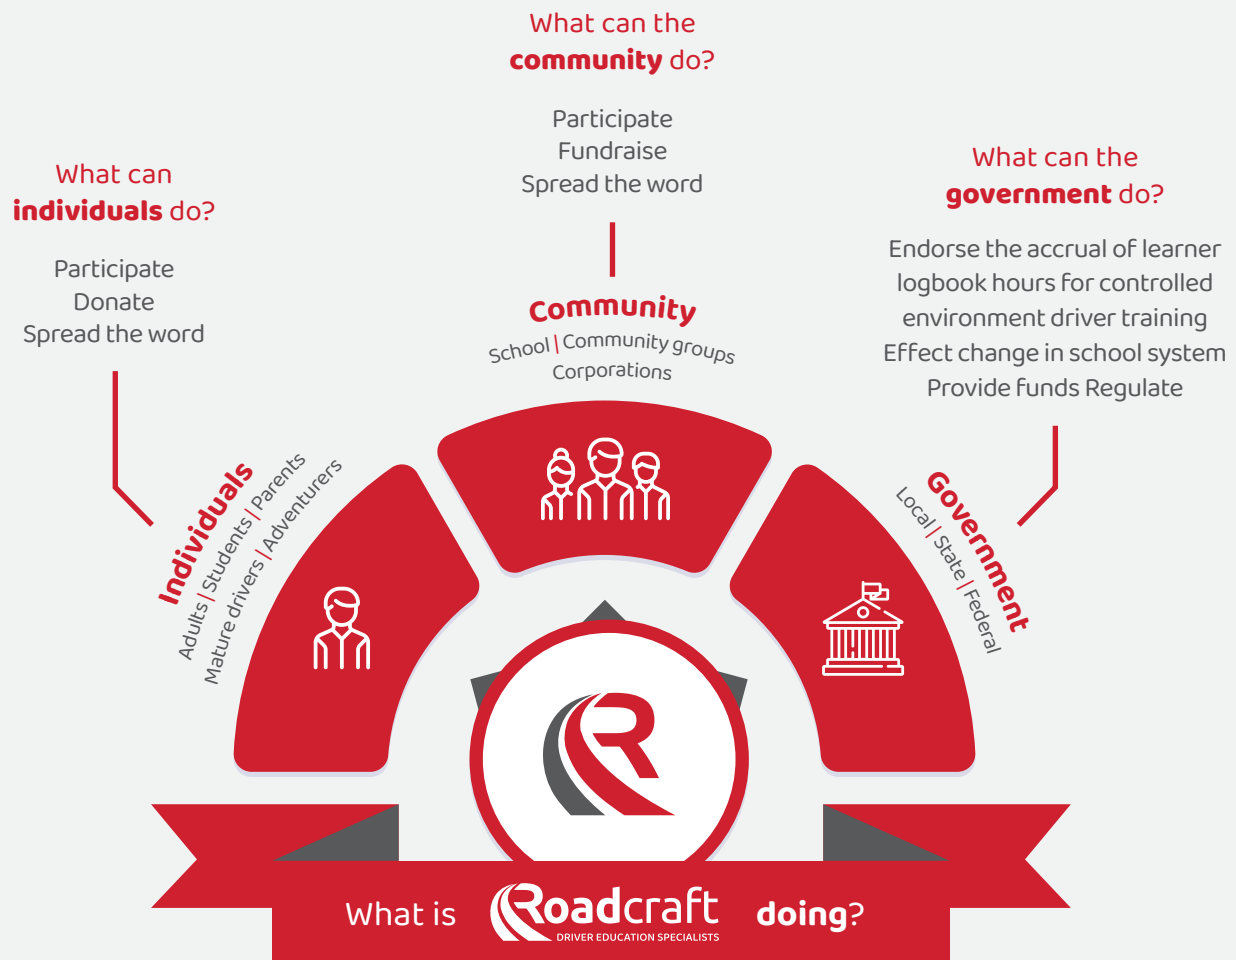 What can the
community do?
Participate
Fundraise
Spread the word
What can
individuals do?
Participate
Donate
Spread the word
What can the
government do?
Endorse the accrual of learner
logbook hours for controlled
environment driver training
Effect change in school system
Provide funds Regulate
Community
School | Community groups
Corporations
Individuals
Adults | Students | Parents
Mature drivers | Adventurers
Government
Local | State | Federal
R
What is Roadcraft doing?
DRIVER EDUCATION SPECIALISTS